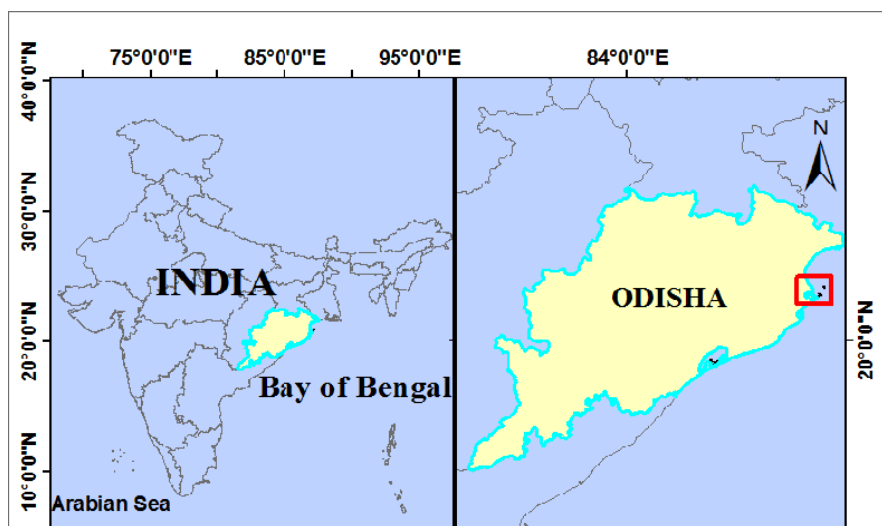 75°0'0"E 85°0'0"E 95°0'0"E 84°0'0"E
40°0'0"N
30°0'0"N
20°0'0"N
10°0'0"N
INDIA
Bay of Bengal
Arabian Sea
N
ODISHA
20°0'0"N